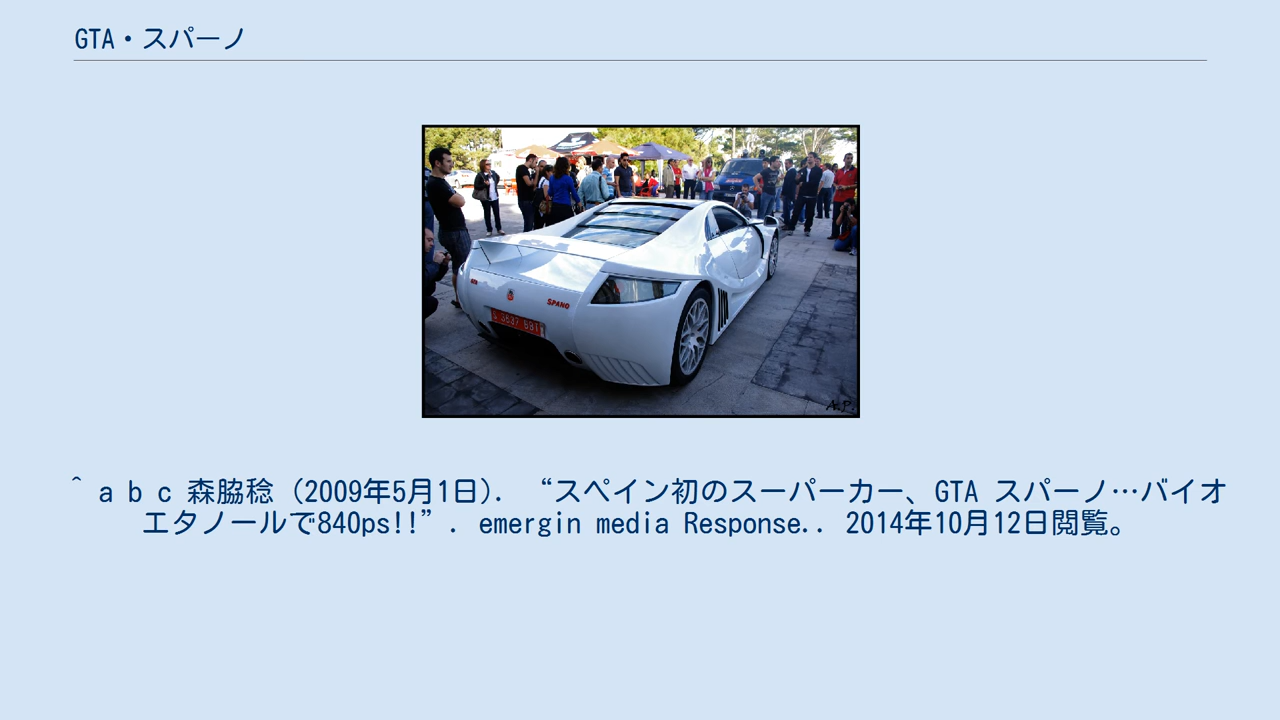 GTA・スパーノ
GTA
SPANO
A.P.
^ a b c 森脇稔 (2009年5月1日). “スペイン初のスーパーカー、GTA スパーノ…バイオ
エタノールで840ps!!”. emergin media Response.. 2014年10月12日閲覧。